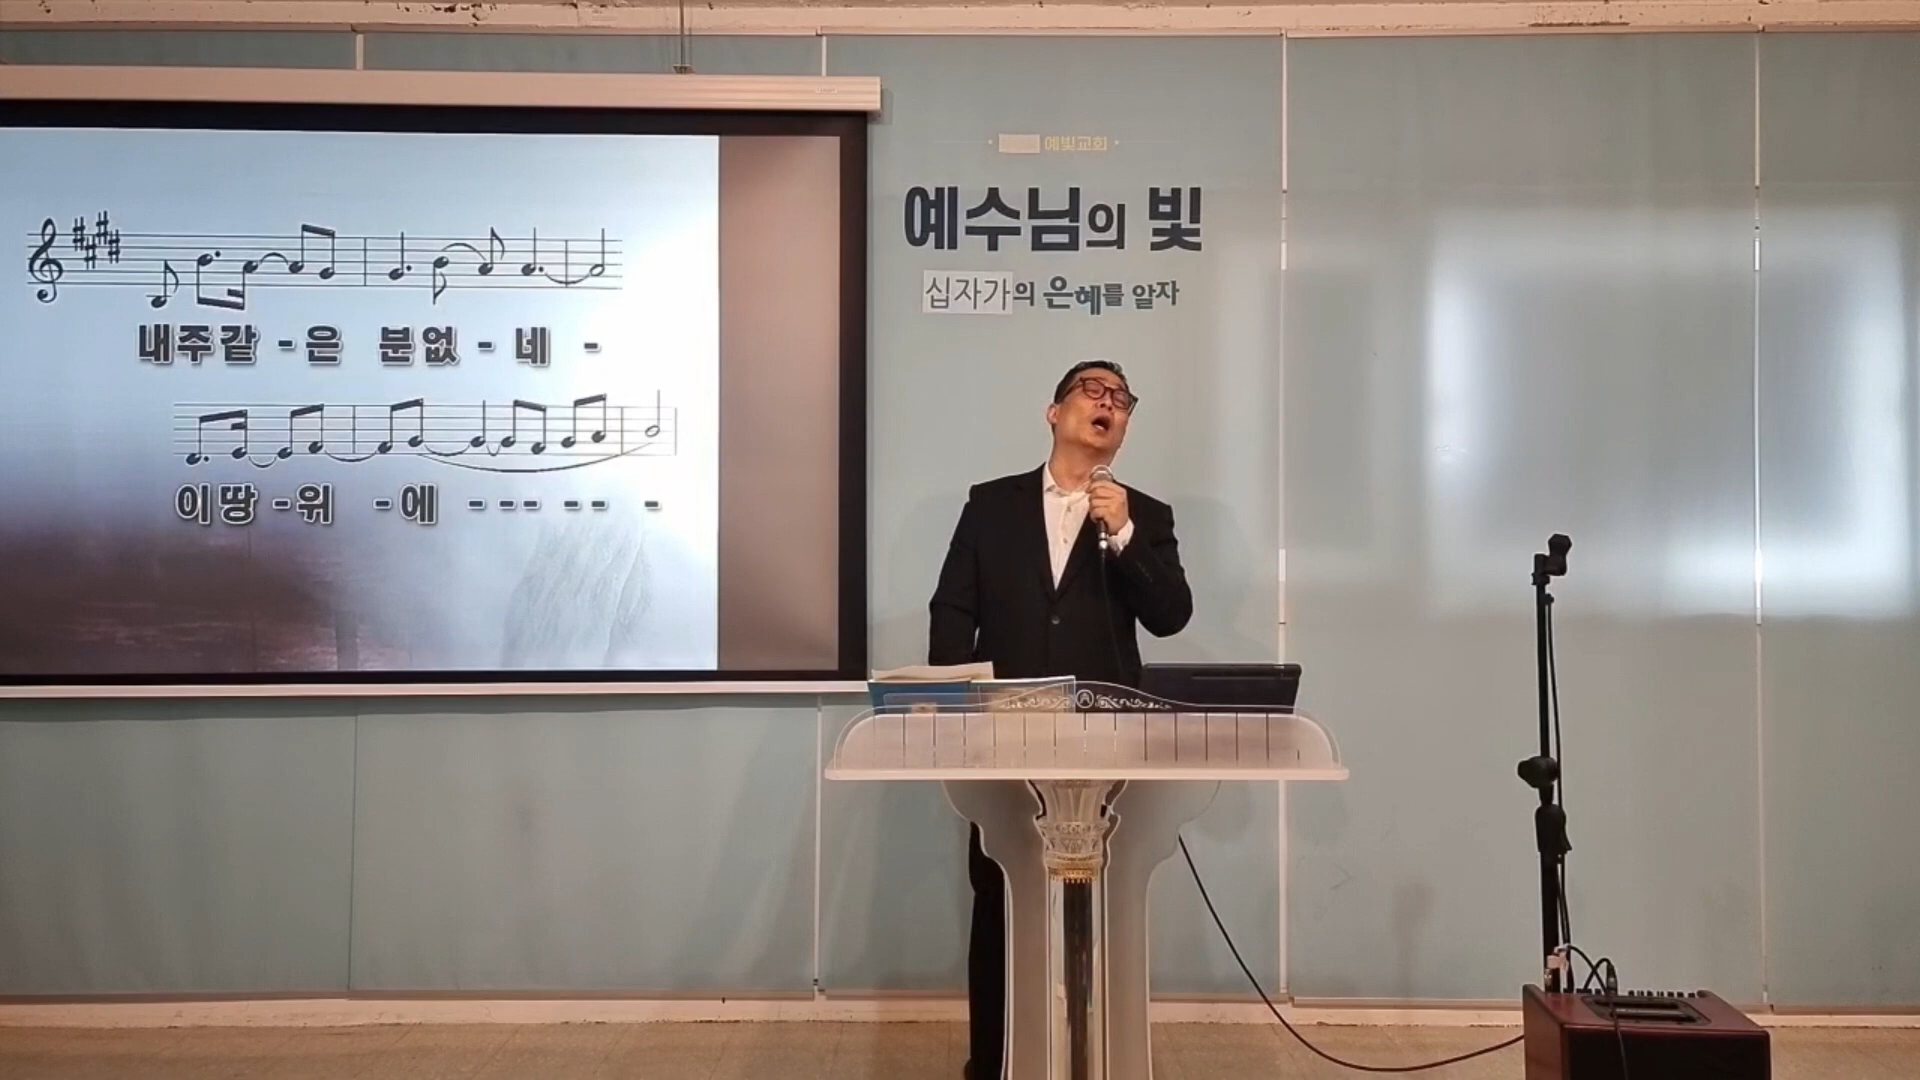 내주같 - 은 분없 - 네 -
이땅 - 위 - 에 - - - - - -
예빛교회
예수님의 빛
십자가의 은혜를 알자